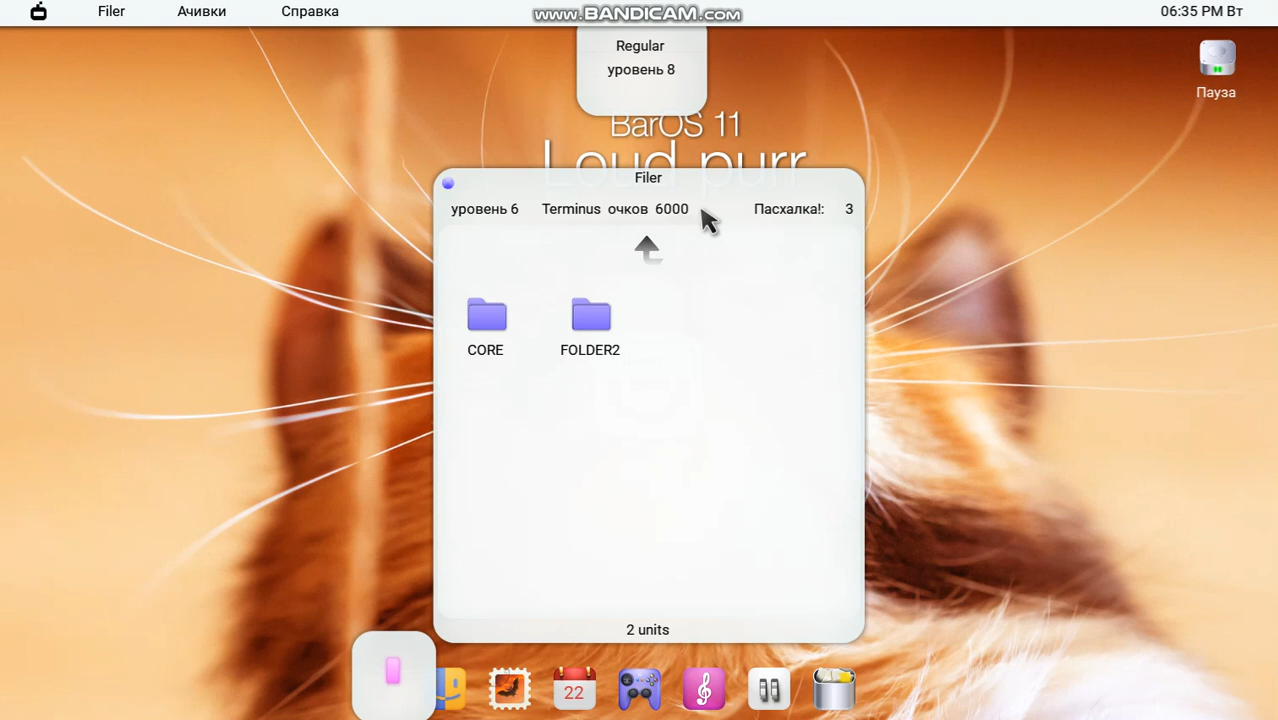 Filer Ачивки Справка www.BANDICAM.com 06:35 PM Вт
Regular
уровень 8
Пауза
BarOS 11
Loud purr
Filer
уровень 6 Terminus очков 6000 Пасхалка!: 3
CORE FOLDER2
2 units
22